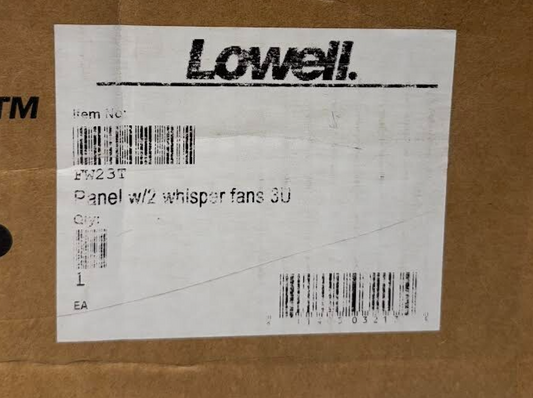 Lowell.
TM
Item No:
FW23T
Panel w/2 whisper fans 3U
Qty:
1
EA